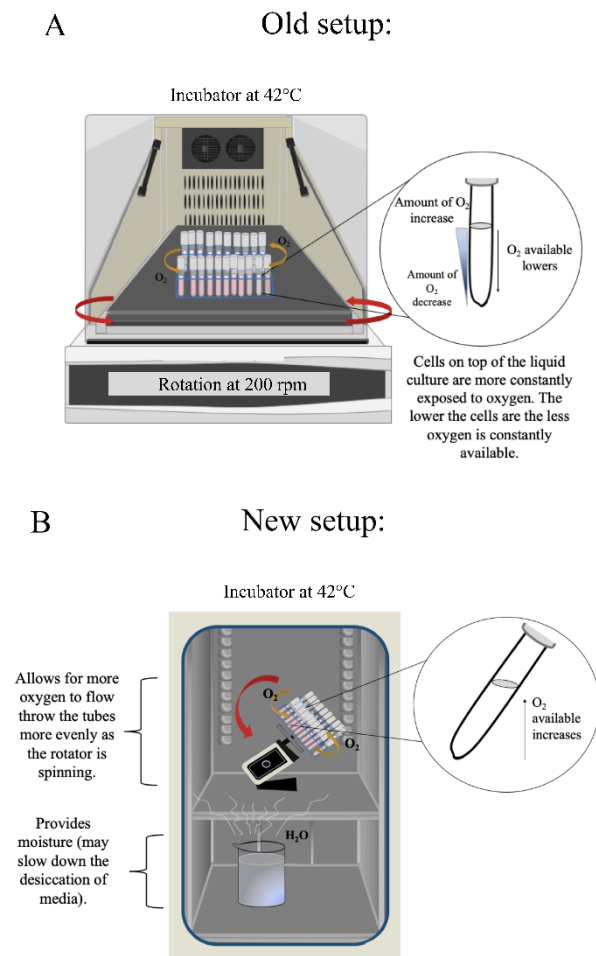 A
Old setup:
Incubator at 42°C
O₂
O₂
Rotation at 200 rpm
Amount of O₂
increase
O₂ available
lowers
Amount of
O₂
decrease
Cells on top of the liquid
culture are more constantly
exposed to oxygen. The
lower the cells are the less
oxygen is constantly
available.
B
New setup:
Incubator at 42°C
Allows for more
oxygen to flow
throw the tubes
more evenly as
the rotator is
spinning.
O₂
O₂
O₂
available
increases
Provides
moisture (may
slow down the
desiccation of
media).
H₂O